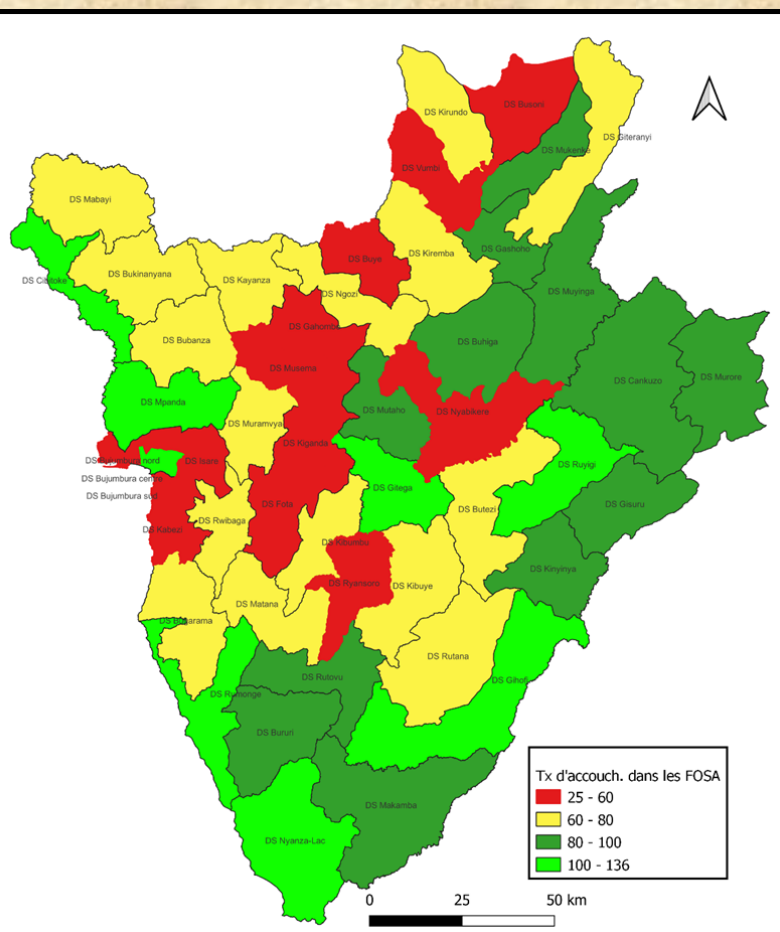 DS Kirundo
DS Busoni
DS Giteranyi
DS Mukenke
DS Vumbi
DS Mabayi
DS Kiremba
DS Gashoho
DS Buye
DS Bukinanyana
DS Kayanza
DS Cibitoke
DS Ngozi
DS Muyinga
DS Gahombo
DS Bubanza
DS Buhiga
DS Musema
DS Cankuzo
DS Murore
DS Mpanda
DS Mutaho
DS Nyabikere
DS Muramvya
DS Kiganda
DS Bujumbura nord
DS Isare
DS Ruyigi
DS Bujumbura centre
DS Gitega
DS Bujumbura sud
DS Fota
DS Gisuru
DS Butezi
DS Rwibaga
DS Kabezi
DS Kibumbu
DS Kinyinya
DS Ryansoro
DS Kibuye
DS Matana
DS Rutana
DS Rutovu
DS Gihofi
DS Rumonge
DS Bururi
DS Makamba
DS Nyanza-Lac
Tx d'accouch. dans les FOSA
25 - 60
60 - 80
80 - 100
100 - 136
0 25 50 km